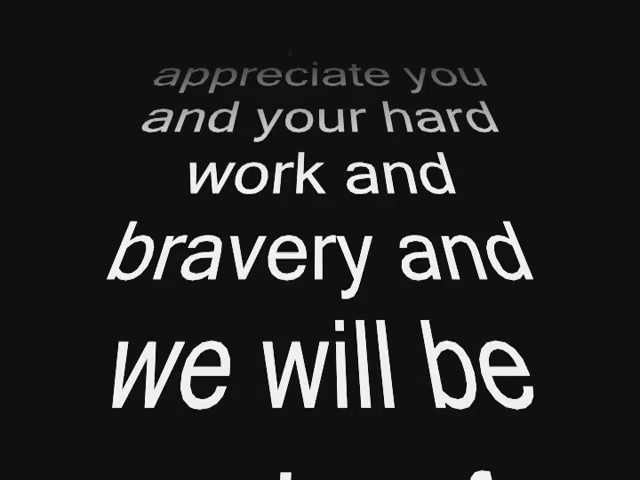 appreciate you
and your hard
work and
bravery and
we will be